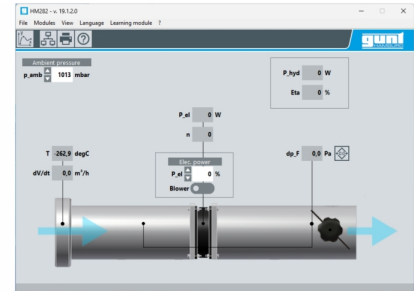 HM282 - v. 19.1.2.0
File Modules View Language Learning module ?
gunt
Ambient pressure
p_amb 1013 mbar
P_hyd 0 W
Eta 0 %
P_el 0 W
n 0
T -262,9 degC
dV/dt 0,0 m³/h
Elec. power
P_el 0 %
Blower
dp_F 0,0 Pa